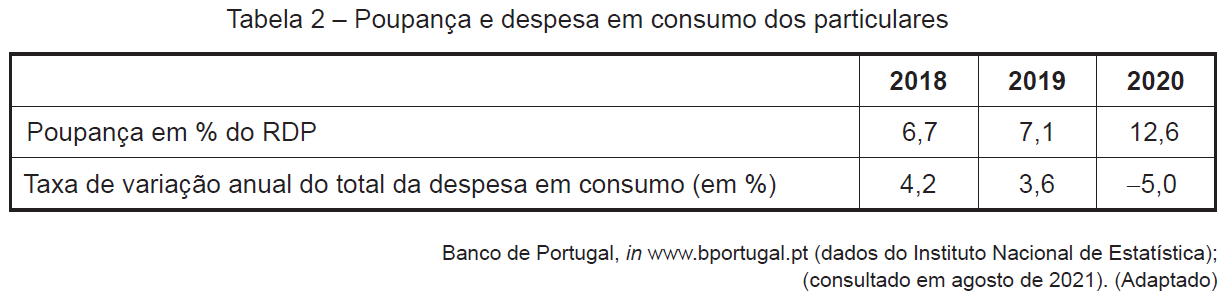 Tabela 2 – Poupança e despesa em consumo dos particulares
2018 2019 2020
Poupança em % do RDP 6,7 7,1 12,6
Taxa de variação anual do total da despesa em consumo (em %) 4,2 3,6 –5,0
Banco de Portugal, in www.bportugal.pt (dados do Instituto Nacional de Estatística);
(consultado em agosto de 2021). (Adaptado)